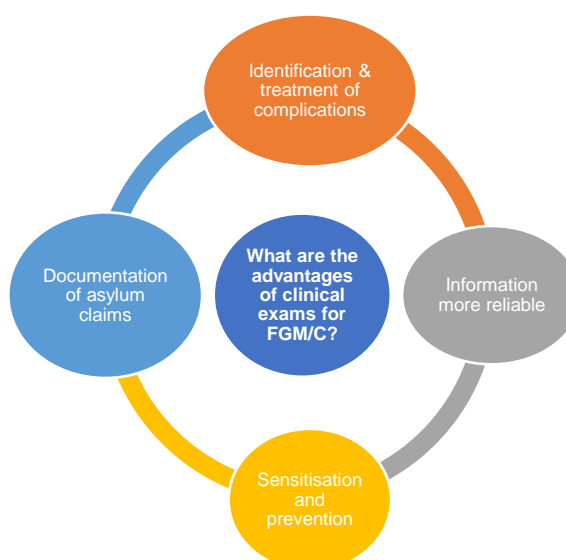 Identification &
treatment of
complications
Documentation
of asylum
claims
What are the
advantages
of clinical
exams for
FGM/C?
Information
more reliable
Sensitisation
and
prevention